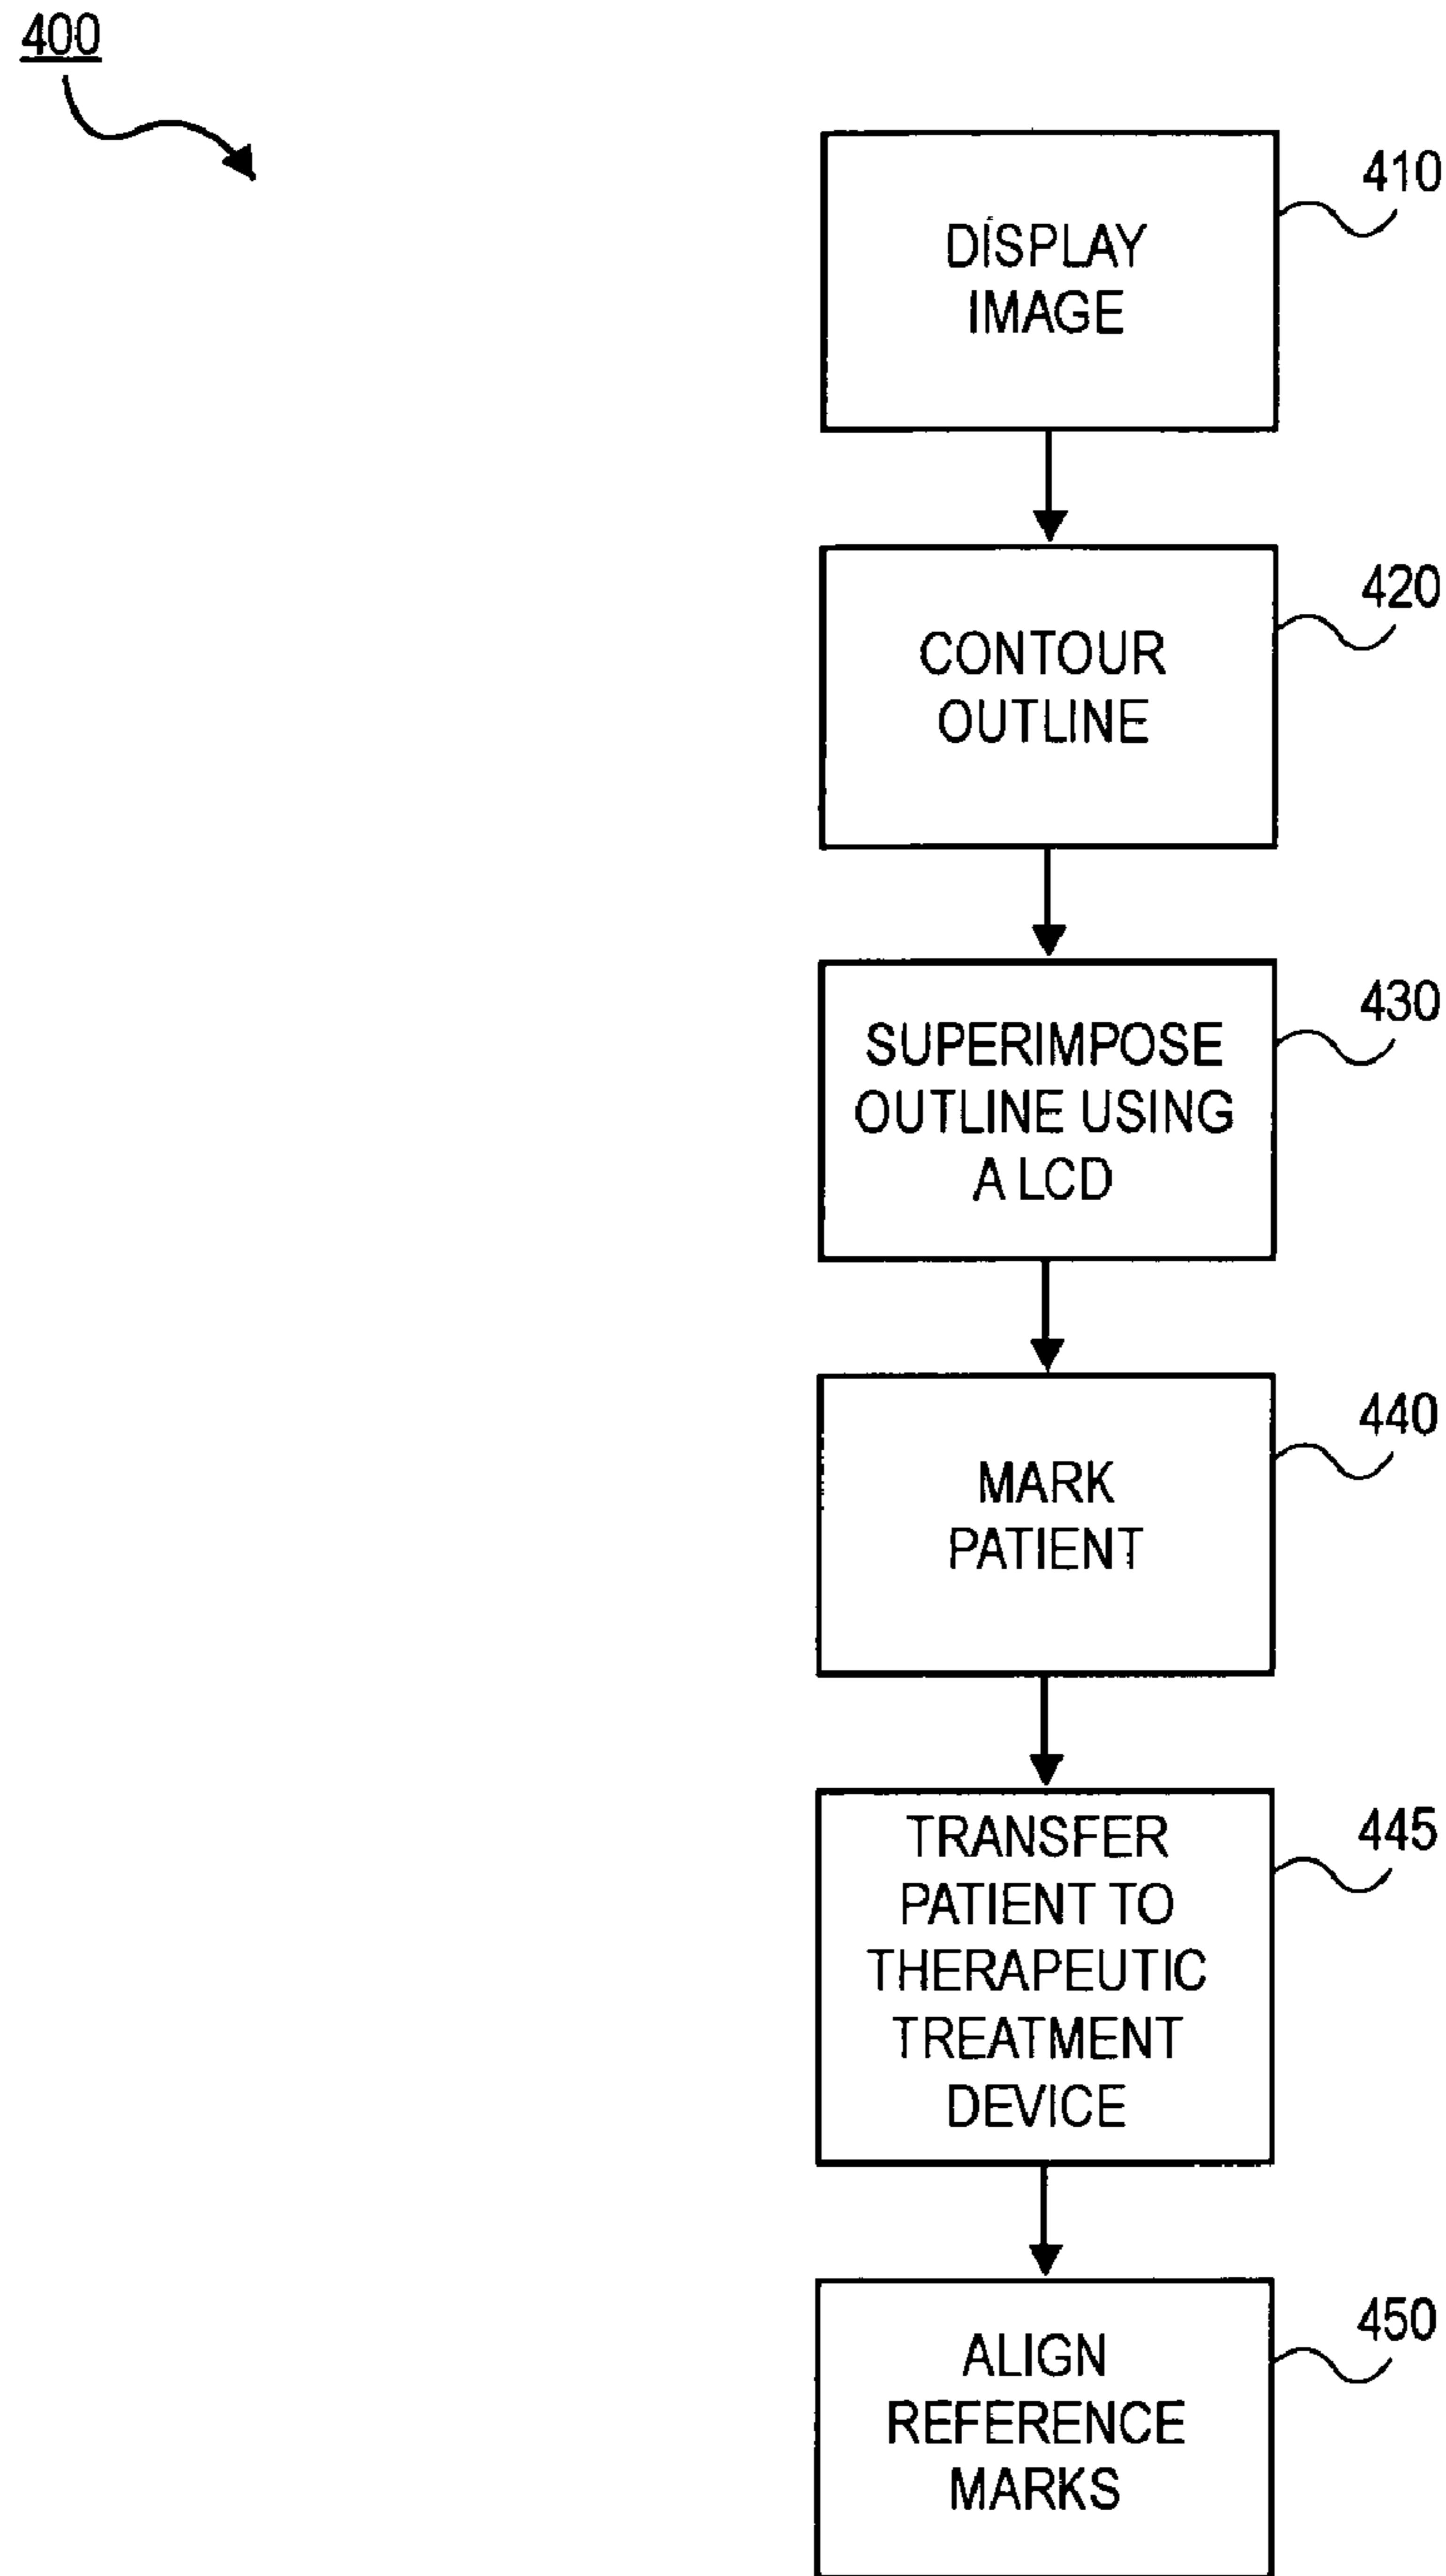 400
410
DISPLAY
IMAGE
420
CONTOUR
OUTLINE
430
SUPERIMPOSE
OUTLINE USING
A LCD
440
MARK
PATIENT
445
TRANSFER
PATIENT TO
THERAPEUTIC
TREATMENT
DEVICE
450
ALIGN
REFERENCE
MARKS